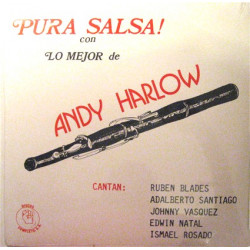 PURA SALSA!
con
LO MEJOR de
ANDY HARLOW
CANTAN:
RUBEN BLADES
ADALBERTO SANTIAGO
JOHNNY VASQUEZ
EDWIN NATAL
ISMAEL ROSADO